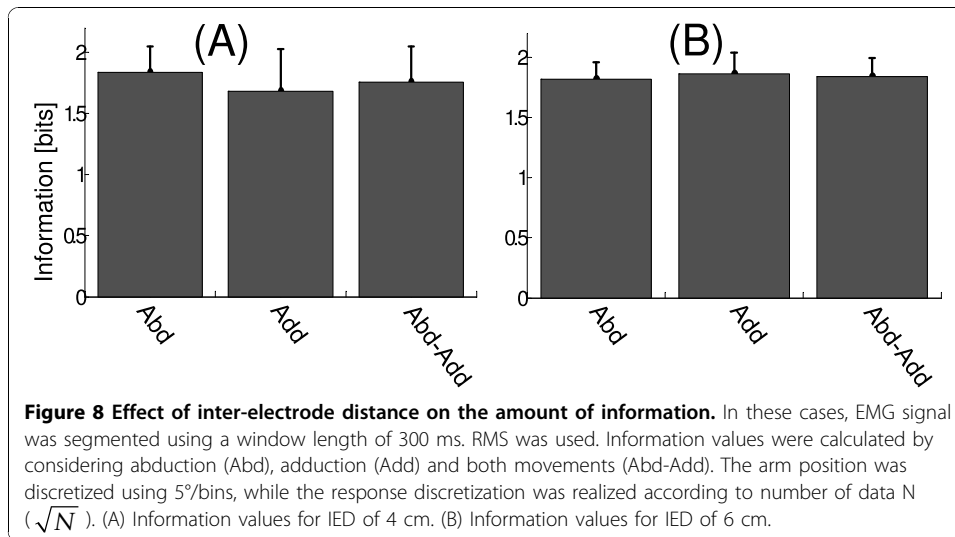 (A)
(B)
Information [bits]
2
1.5
1
0.5
0
Abd
Add
Abd-Add
2
1.5
1
0.5
0
Abd
Add
Abd-Add
Figure 8 Effect of inter-electrode distance on the amount of information. In these cases, EMG signal
was segmented using a window length of 300 ms. RMS was used. Information values were calculated by
considering abduction (Abd), adduction (Add) and both movements (Abd-Add). The arm position was
discretized using 5°/bins, while the response discretization was realized according to number of data N
( √N ). (A) Information values for IED of 4 cm. (B) Information values for IED of 6 cm.